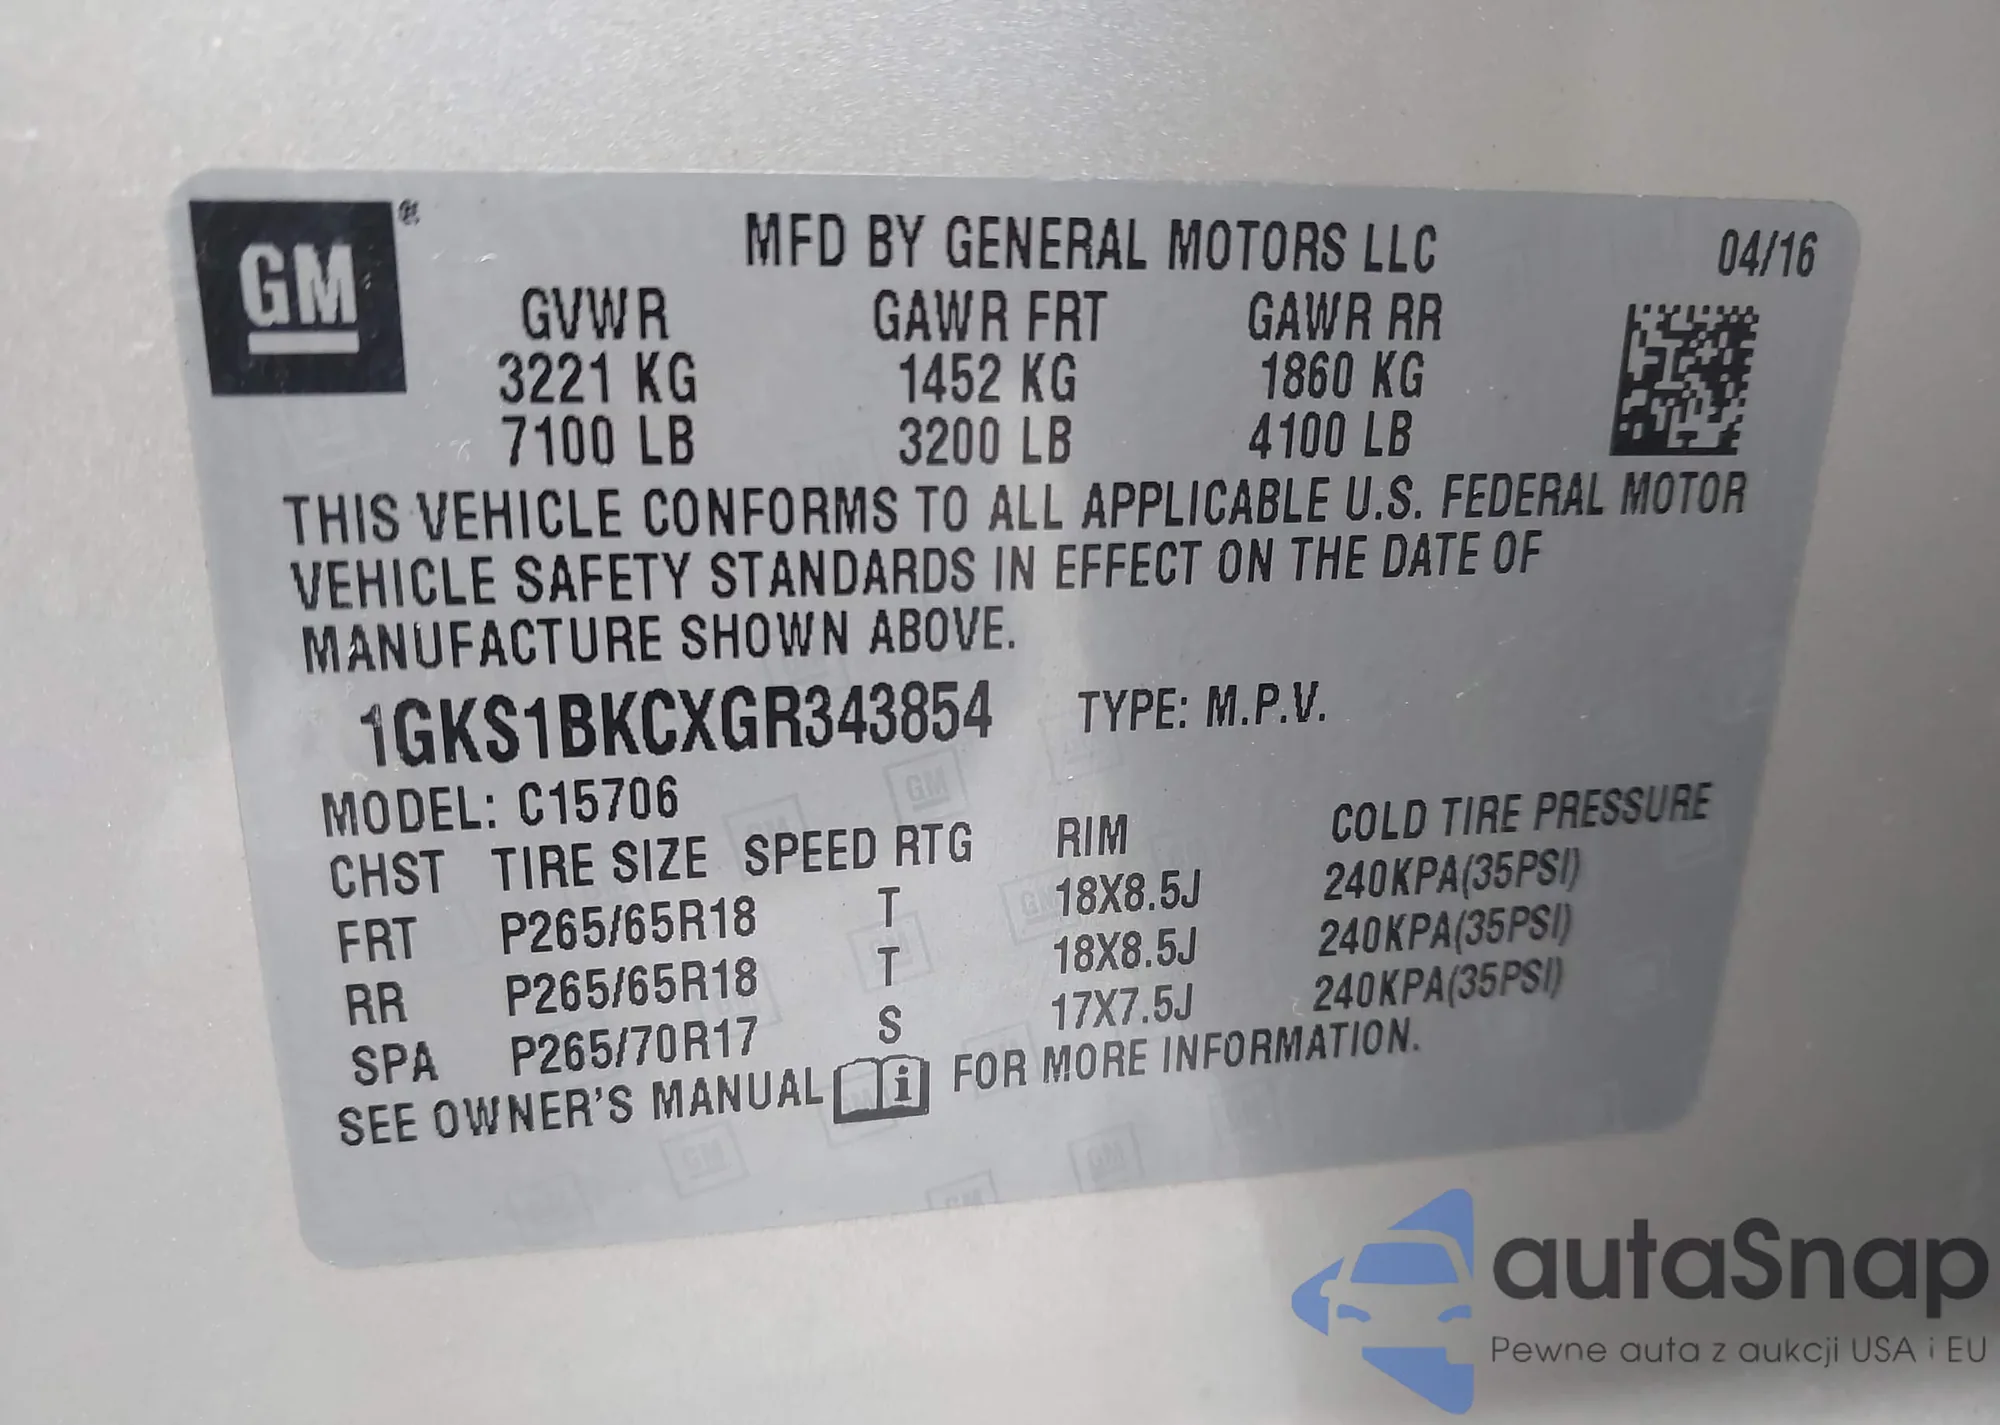 GM®
MFD BY GENERAL MOTORS LLC 04/16
GVWR GAWR FRT GAWR RR
3221 KG 1452 KG 1860 KG
7100 LB 3200 LB 4100 LB
THIS VEHICLE CONFORMS TO ALL APPLICABLE U.S. FEDERAL MOTOR
VEHICLE SAFETY STANDARDS IN EFFECT ON THE DATE OF
MANUFACTURE SHOWN ABOVE.
1GKS1BKCXGR343854 TYPE: M.P.V.
MODEL: C15706
CHST TIRE SIZE SPEED RTG RIM COLD TIRE PRESSURE
FRT P265/65R18 T 18X8.5J 240KPA(35PSI)
RR P265/65R18 T 18X8.5J 240KPA(35PSI)
SPA P265/70R17 S 17X7.5J 240KPA(35PSI)
SEE OWNER'S MANUAL i FOR MORE INFORMATION.
autaSnap
Pewne auta z aukcji USA i EU